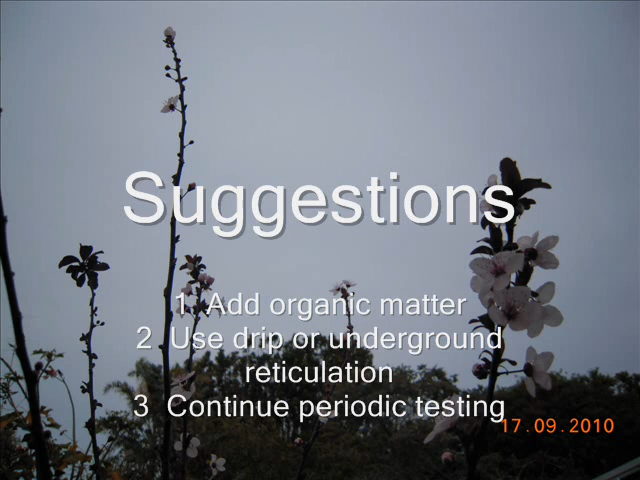 Suggestions
1  Add organic matter
2  Use drip or underground
reticulation
3  Continue periodic testing
17.09.2010